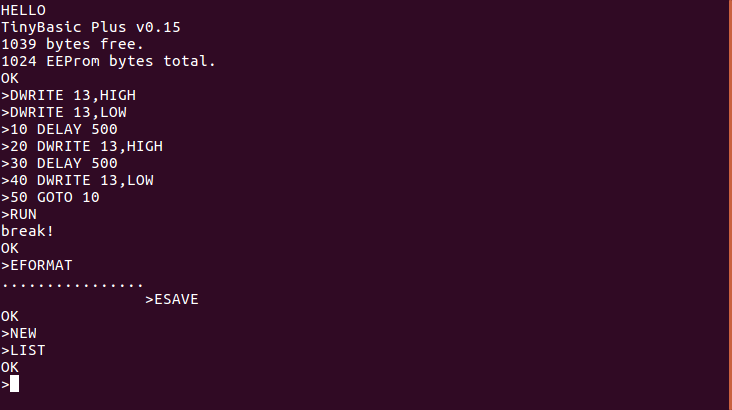 HELLO
TinyBasic Plus v0.15
1039 bytes free.
1024 EEProm bytes total.
OK
>DWRITE 13,HIGH
>DWRITE 13,LOW
>10 DELAY 500
>20 DWRITE 13,HIGH
>30 DELAY 500
>40 DWRITE 13,LOW
>50 GOTO 10
>RUN
break!
OK
>EFORMAT
................
>ESAVE
OK
>NEW
>LIST
OK
>